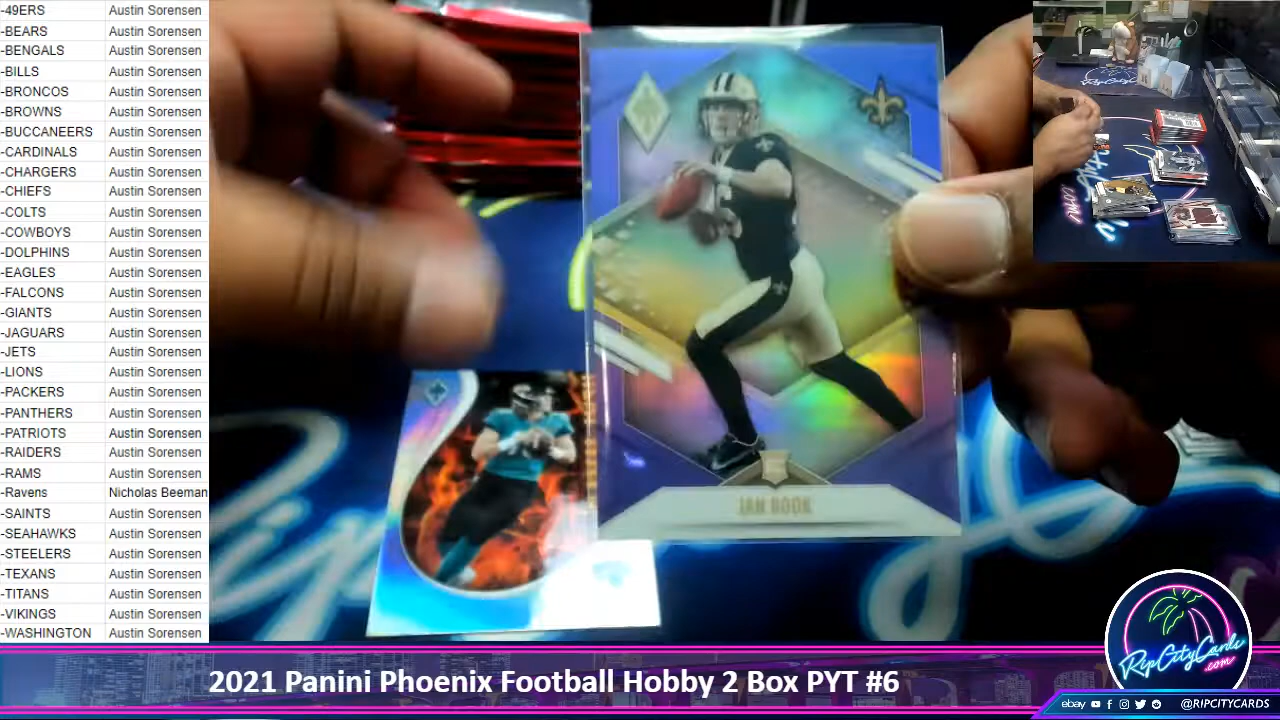 -49ERS Austin Sorensen
-BEARS Austin Sorensen
-BENGALS Austin Sorensen
-BILLS Austin Sorensen
-BRONCOS Austin Sorensen
-BROWNS Austin Sorensen
-BUCCANEERS Austin Sorensen
-CARDINALS Austin Sorensen
-CHARGERS Austin Sorensen
-CHIEFS Austin Sorensen
-COLTS Austin Sorensen
-COWBOYS Austin Sorensen
-DOLPHINS Austin Sorensen
-EAGLES Austin Sorensen
-FALCONS Austin Sorensen
-GIANTS Austin Sorensen
-JAGUARS Austin Sorensen
-JETS Austin Sorensen
-LIONS Austin Sorensen
-PACKERS Austin Sorensen
-PANTHERS Austin Sorensen
-PATRIOTS Austin Sorensen
-RAIDERS Austin Sorensen
-RAMS Austin Sorensen
-Ravens Nicholas Beeman
-SAINTS Austin Sorensen
-SEAHAWKS Austin Sorensen
-STEELERS Austin Sorensen
-TEXANS Austin Sorensen
-TITANS Austin Sorensen
-VIKINGS Austin Sorensen
-WASHINGTON Austin Sorensen
IAN BOOK
2021 Panini Phoenix Football Hobby 2 Box PYT #6
RipCityCards
.com
ebay @RIPCITYCARDS